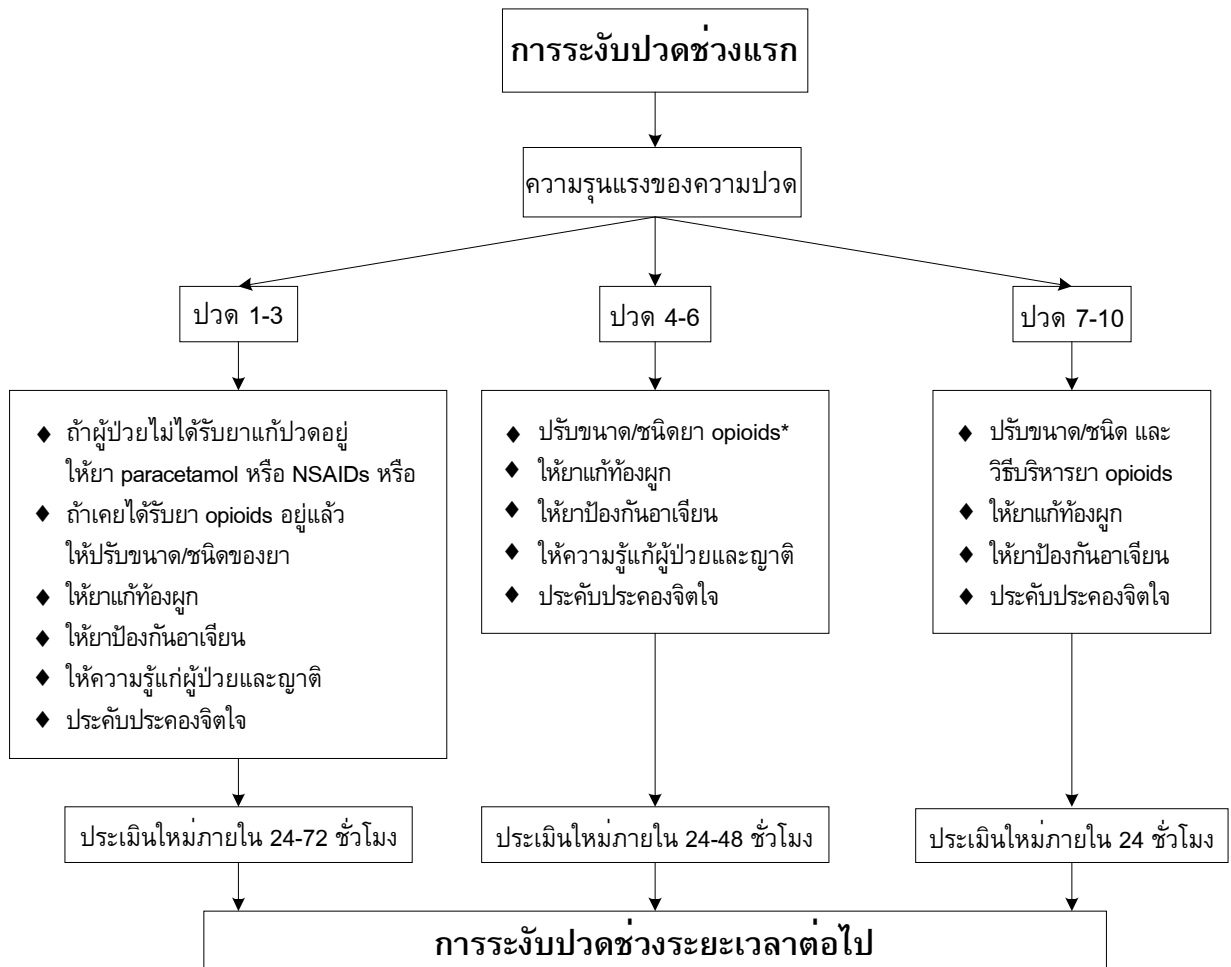 การระงับปวดช่วงแรก
ความรุนแรงของความปวด
ปวด 1-3
ปวด 4-6
ปวด 7-10
♦ ถ้าผู้ป่วยไม่ได้รับยาแก้ปวดอยู่
ให้ยา paracetamol หรือ NSAIDs หรือ
♦ ถ้าเคยได้รับยา opioids อยู่แล้ว
ให้ปรับขนาด/ชนิดของยา
♦ ให้ยาแก้ท้องผูก
♦ ให้ยาป้องกันอาเจียน
♦ ให้ความรู้แก่ผู้ป่วยและญาติ
♦ ประคับประคองจิตใจ
♦ ปรับขนาด/ชนิดยา opioids*
♦ ให้ยาแก้ท้องผูก
♦ ให้ยาป้องกันอาเจียน
♦ ให้ความรู้แก้ผู้ป่วยและญาติ
♦ ประคับประคองจิตใจ
♦ ปรับขนาด/ชนิด และ
วิธีบริหารยา opioids
♦ ให้ยาแก้ท้องผูก
♦ ให้ยาป้องกันอาเจียน
♦ ประคับประคองจิตใจ
ประเมินใหม่ภายใน 24-72 ชั่วโมง
ประเมินใหม่ภายใน 24-48 ชั่วโมง
ประเมินใหม่ภายใน 24 ชั่วโมง
การระงับปวดช่วงระยะเวลาต่อไป